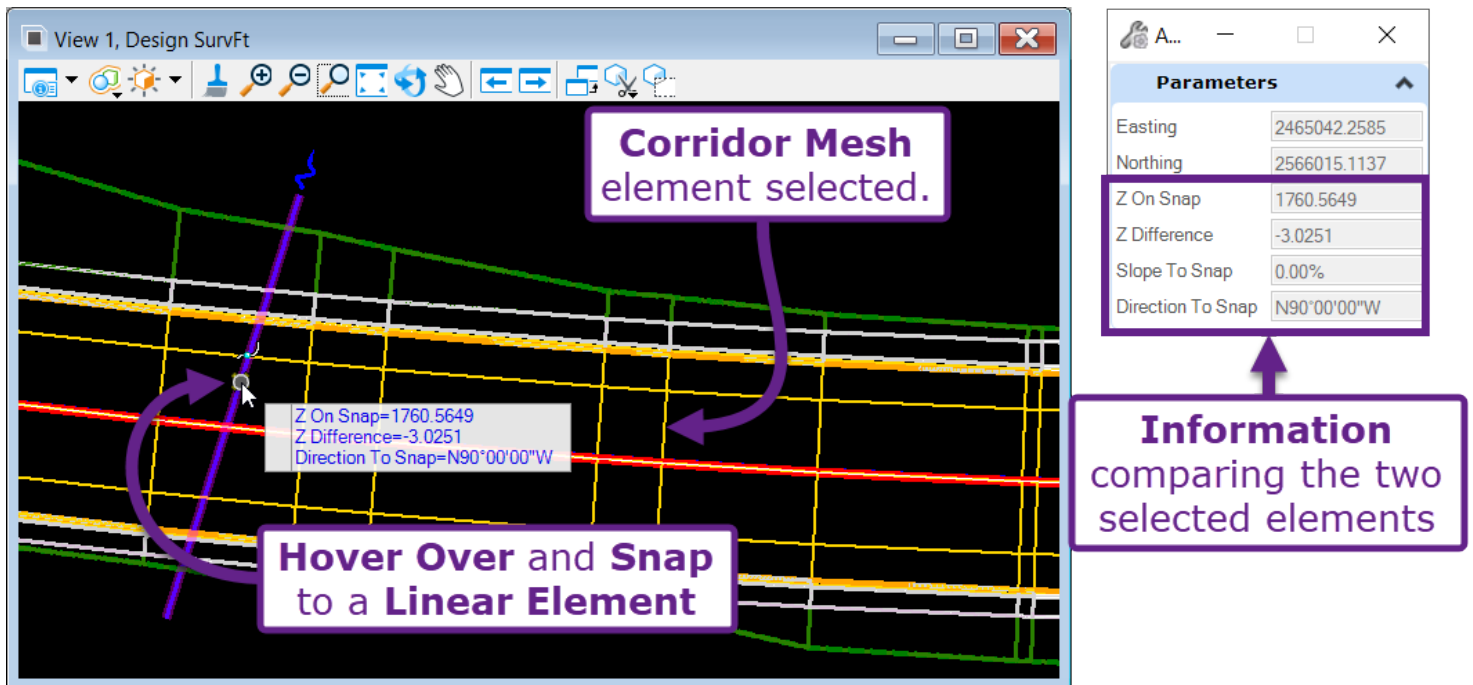 View 1, Design SurvFt
Corridor Mesh
element selected.
Z On Snap=1760.5649
Z Difference=-3.0251
Direction To Snap=N90°00'00"W
Hover Over and Snap
to a Linear Element
A...
Parameters
Easting 2465042.2585
Northing 2566015.1137
Z On Snap 1760.5649
Z Difference -3.0251
Slope To Snap 0.00%
Direction To Snap N90°00'00"W
Information
comparing the two
selected elements